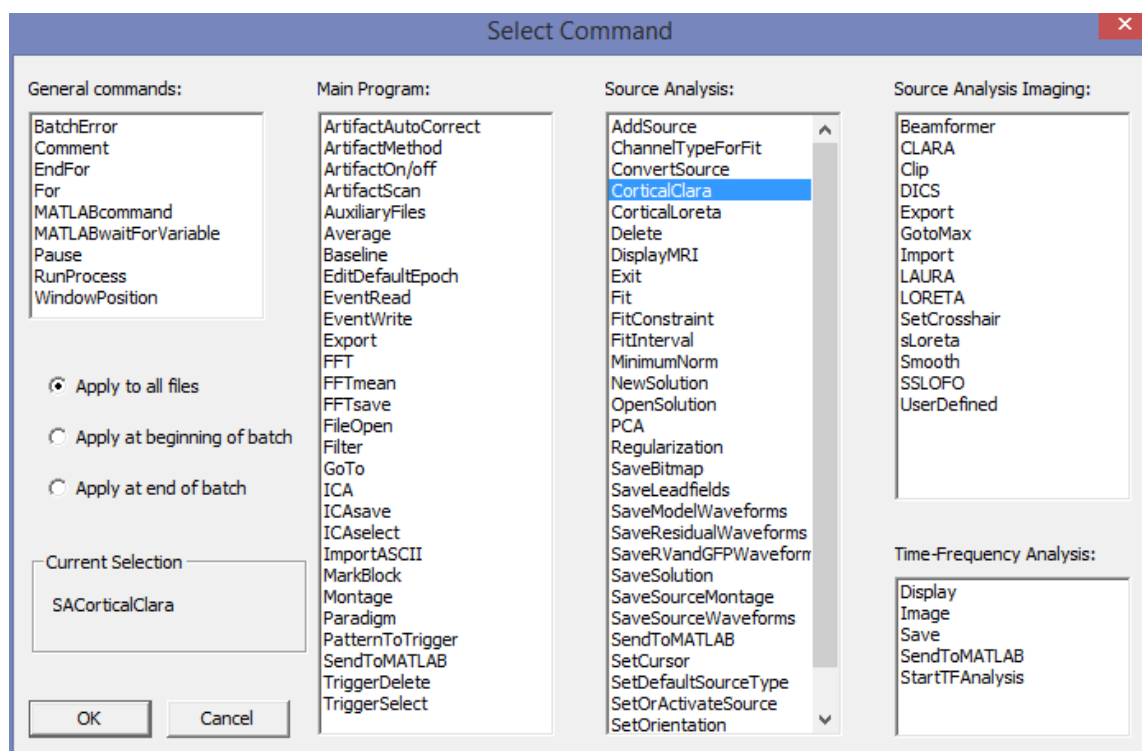 Select Command
General commands:
BatchError
Comment
EndFor
For
MATLABcommand
MATLABwaitForVariable
Pause
RunProcess
WindowPosition
Apply to all files
Apply at beginning of batch
Apply at end of batch
Current Selection
SACorticalClara
OK
Cancel
Main Program:
ArtifactAutoCorrect
ArtifactMethod
ArtifactOn/off
ArtifactScan
AuxiliaryFiles
Average
Baseline
EditDefaultEpoch
EventRead
EventWrite
Export
FFT
FFTmean
FFTsave
FileOpen
Filter
GoTo
ICA
ICAsave
ICAselect
ImportASCII
MarkBlock
Montage
Paradigm
PatternToTrigger
SendToMATLAB
TriggerDelete
TriggerSelect
Source Analysis:
AddSource
ChannelTypeForFit
ConvertSource
CorticalClara
CorticalLoreta
Delete
DisplayMRI
Exit
Fit
FitConstraint
FitInterval
MinimumNorm
NewSolution
OpenSolution
PCA
Regularization
SaveBitmap
SaveLeadfields
SaveModelWaveforms
SaveResidualWaveforms
SaveRVandGFPWaveform
SaveSolution
SaveSourceMontage
SaveSourceWaveforms
SendToMATLAB
SetCursor
SetDefaultSourceType
SetOrActivateSource
SetOrientation
Source Analysis Imaging:
Beamformer
CLARA
Clip
DICS
Export
GotoMax
Import
LAURA
LORETA
SetCrosshair
sLoreta
Smooth
SSLOFO
UserDefined
Time-Frequency Analysis:
Display
Image
Save
SendToMATLAB
StartTFAnalysis